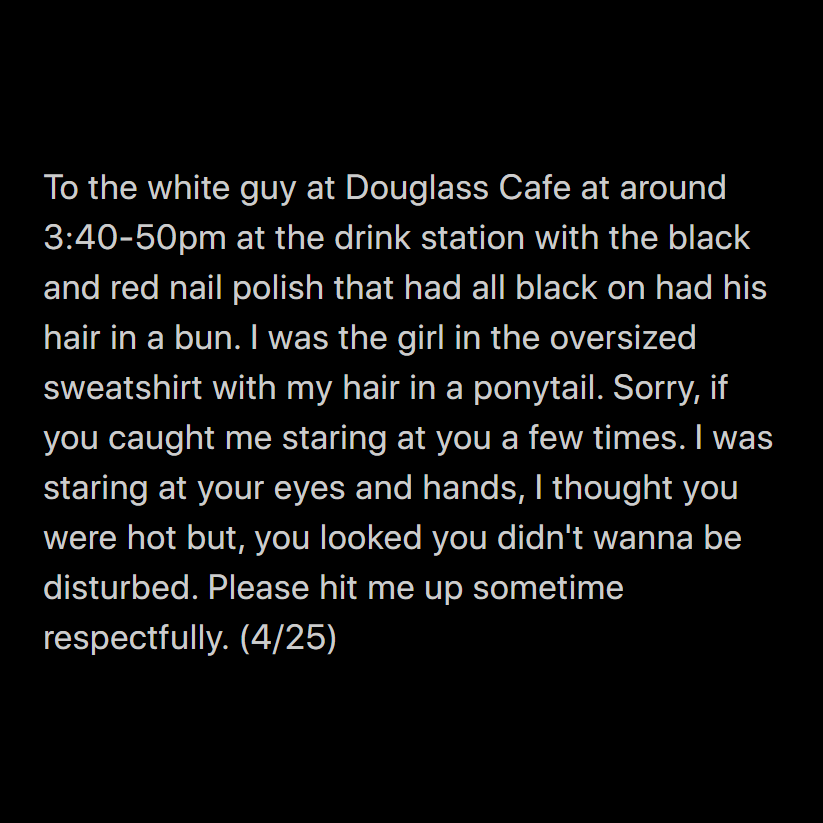 To the white guy at Douglass Cafe at around
3:40-50pm at the drink station with the black
and red nail polish that had all black on had his
hair in a bun. I was the girl in the oversized
sweatshirt with my hair in a ponytail. Sorry, if
you caught me staring at you a few times. I was
staring at your eyes and hands, I thought you
were hot but, you looked you didn't wanna be
disturbed. Please hit me up sometime
respectfully. (4/25)